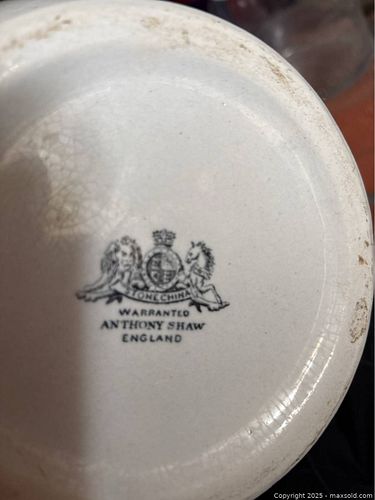 STONE CHINA
WARRANTED
ANTHONY SHAW
ENGLAND
Copyright 2025 - maxsold.com